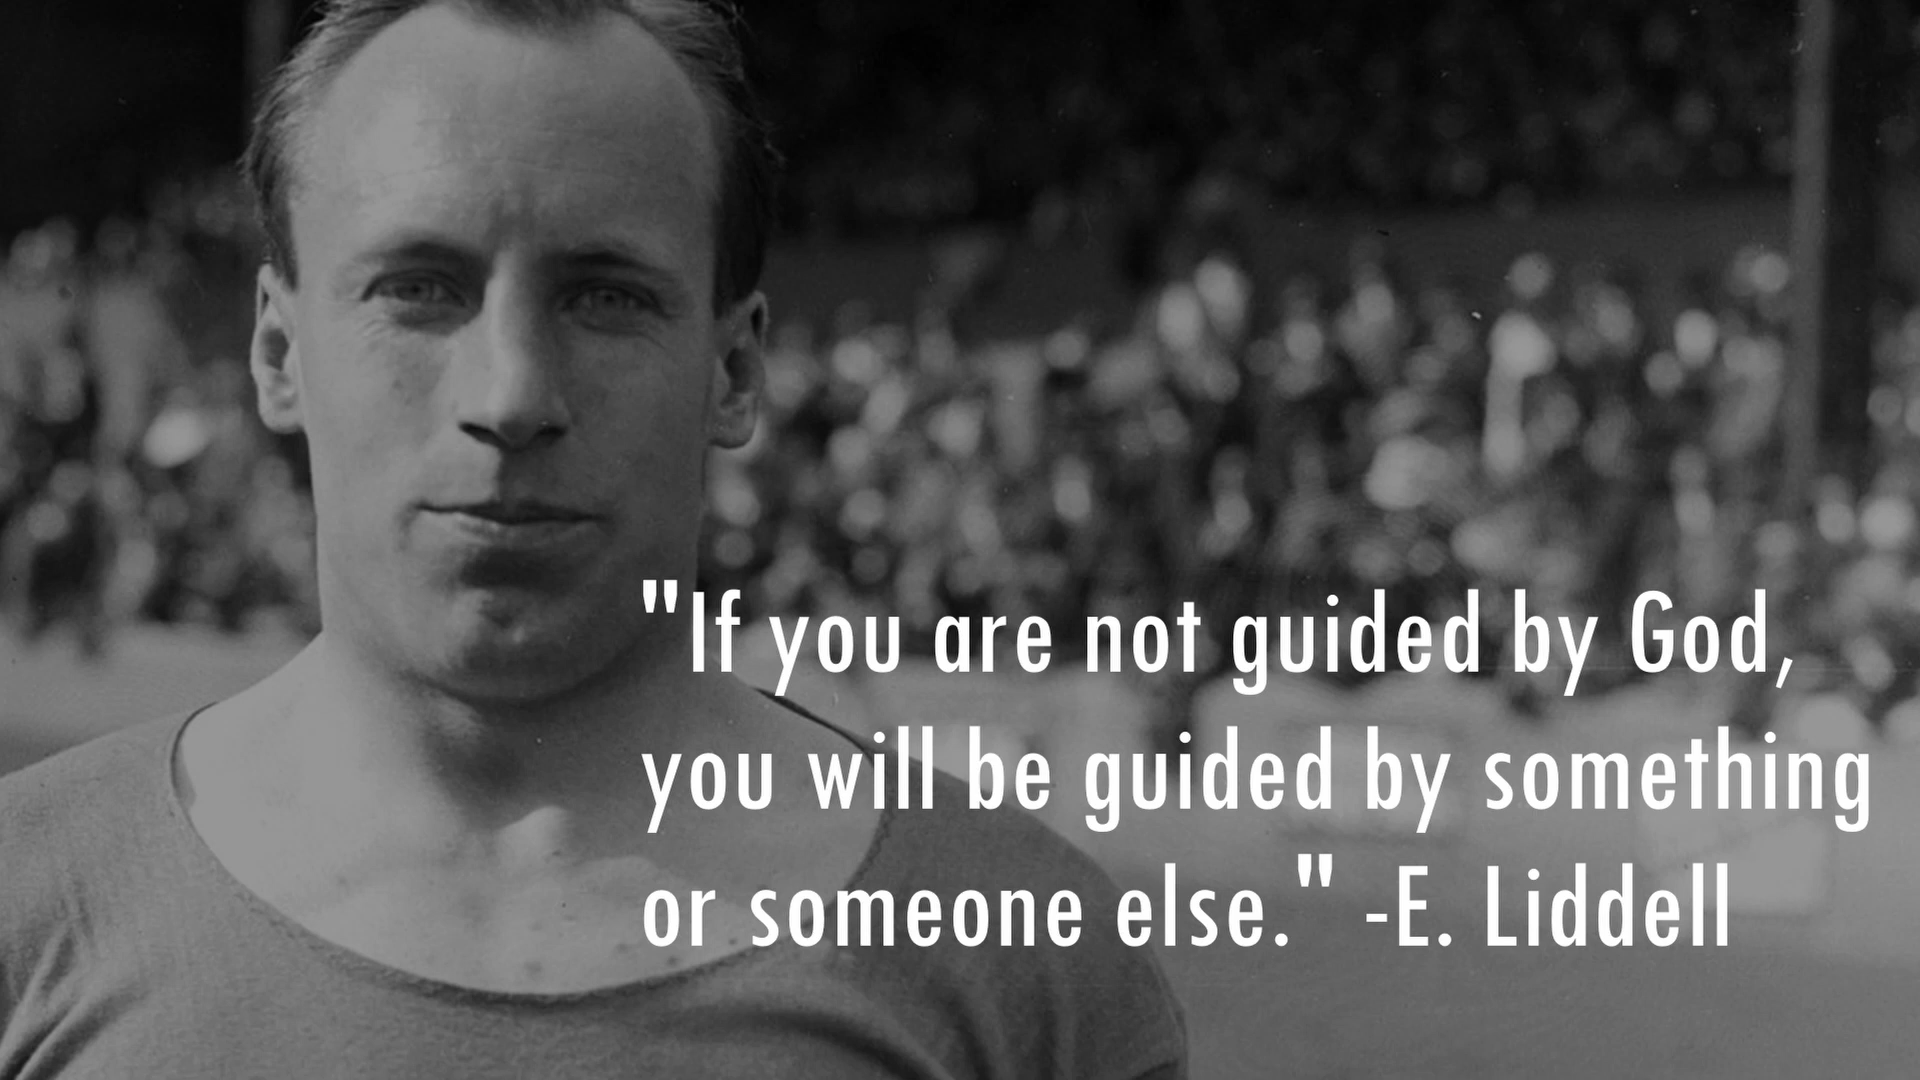 "If you are not guided by God,
you will be guided by something
or someone else." -E. Liddell